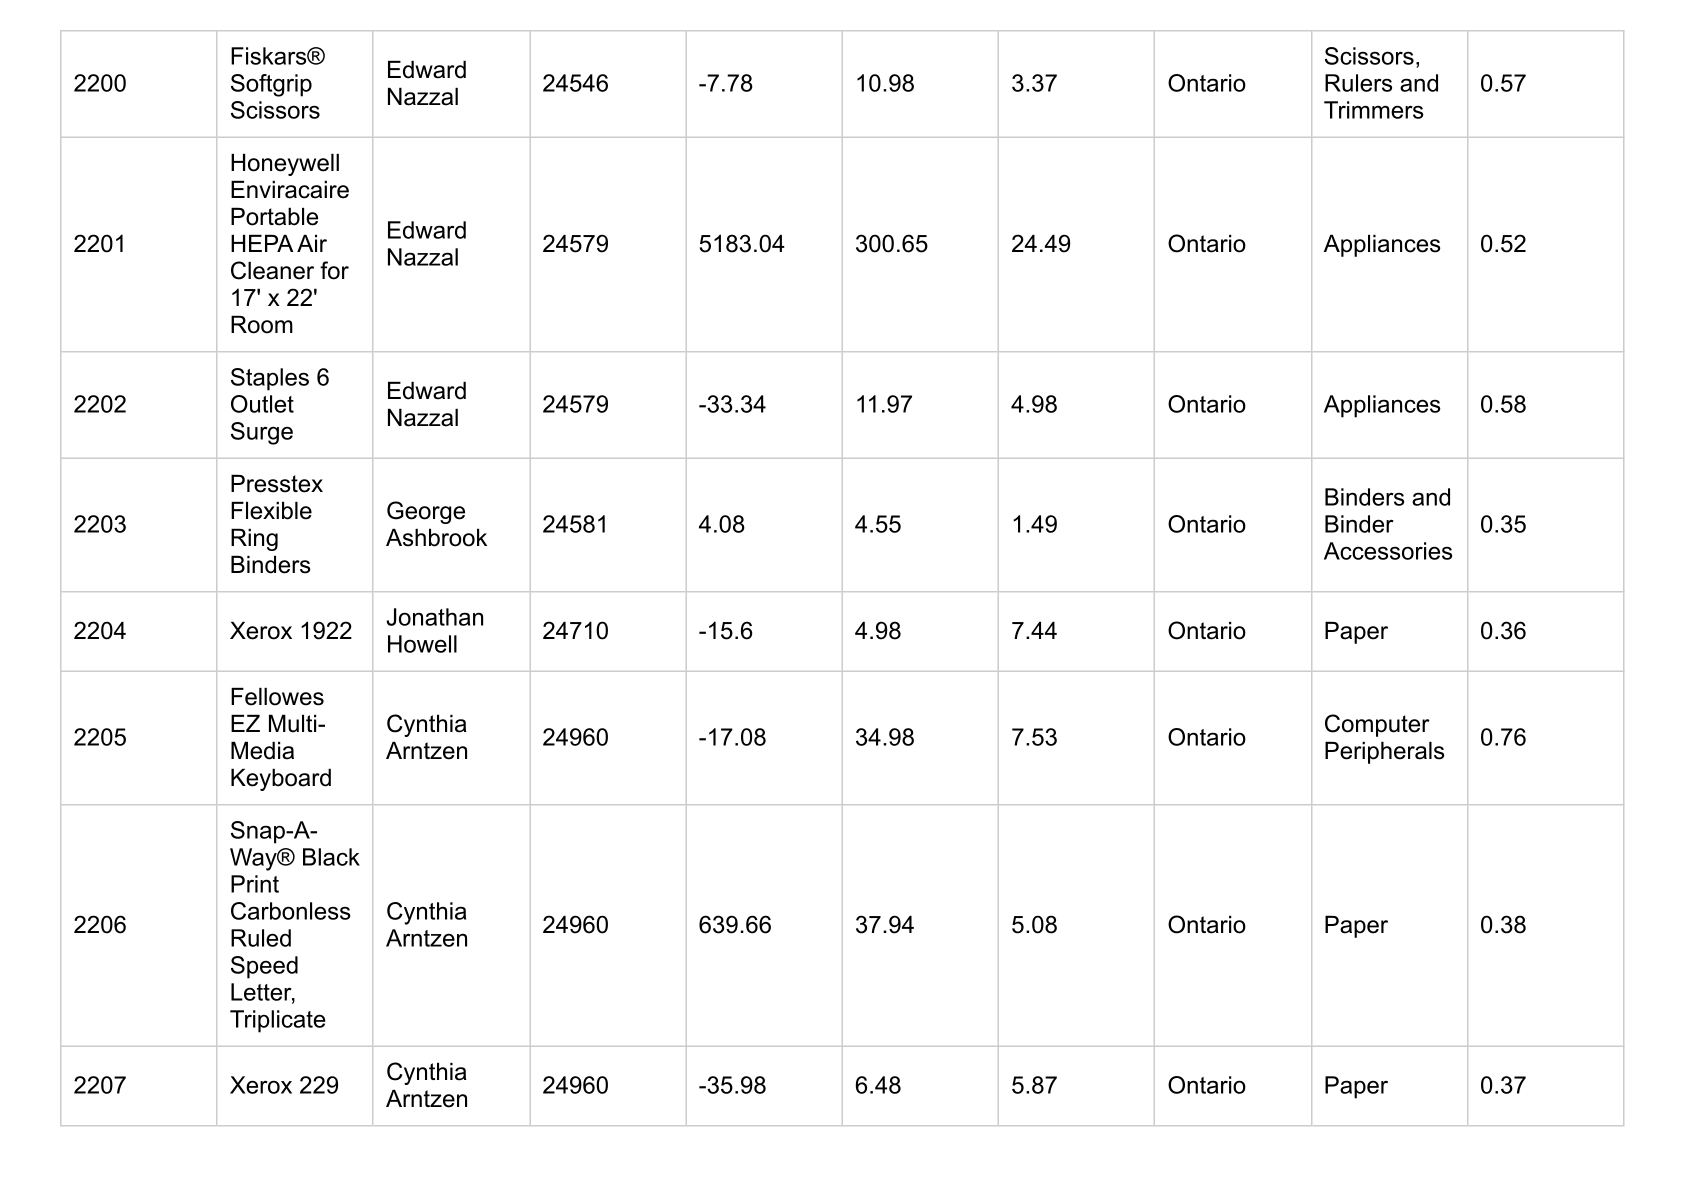 2200
Fiskars®
Softgrip
Scissors
Edward
Nazzal
24546
-7.78
10.98
3.37
Ontario
Scissors,
Rulers and
Trimmers
0.57
2201
Honeywell
Enviracaire
Portable
HEPA Air
Cleaner for
17' x 22'
Room
Edward
Nazzal
24579
5183.04
300.65
24.49
Ontario
Appliances
0.52
2202
Staples 6
Outlet
Surge
Edward
Nazzal
24579
-33.34
11.97
4.98
Ontario
Appliances
0.58
2203
Presstex
Flexible
Ring
Binders
George
Ashbrook
24581
4.08
4.55
1.49
Ontario
Binders and
Binder
Accessories
0.35
2204
Xerox 1922
Jonathan
Howell
24710
-15.6
4.98
7.44
Ontario
Paper
0.36
2205
Fellowes
EZ Multi-
Media
Keyboard
Cynthia
Arntzen
24960
-17.08
34.98
7.53
Ontario
Computer
Peripherals
0.76
2206
Snap-A-
Way® Black
Print
Carbonless
Ruled
Speed
Letter,
Triplicate
Cynthia
Arntzen
24960
639.66
37.94
5.08
Ontario
Paper
0.38
2207
Xerox 229
Cynthia
Arntzen
24960
-35.98
6.48
5.87
Ontario
Paper
0.37